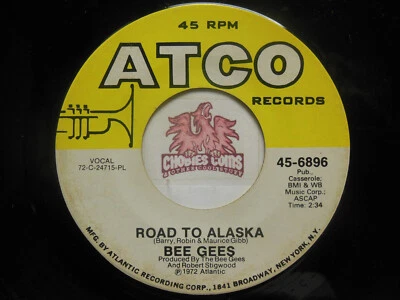 45 RPM
ATCO
RECORDS
VOCAL
72-C-24715-PL
CHOBIES COINS
45-6896
Pub.,
Casserole;
BMI & WB
Music Corp.;
ASCAP
Time: 2:34
ROAD TO ALASKA
(Barry, Robin & Maurice Gibb)
BEE GEES
Produced By The Bee Gees
And Robert Stigwood
℗1972 Atlantic
MFG. BY ATLANTIC RECORDING CORP., 1841 BROADWAY, NEW YORK, N.Y.